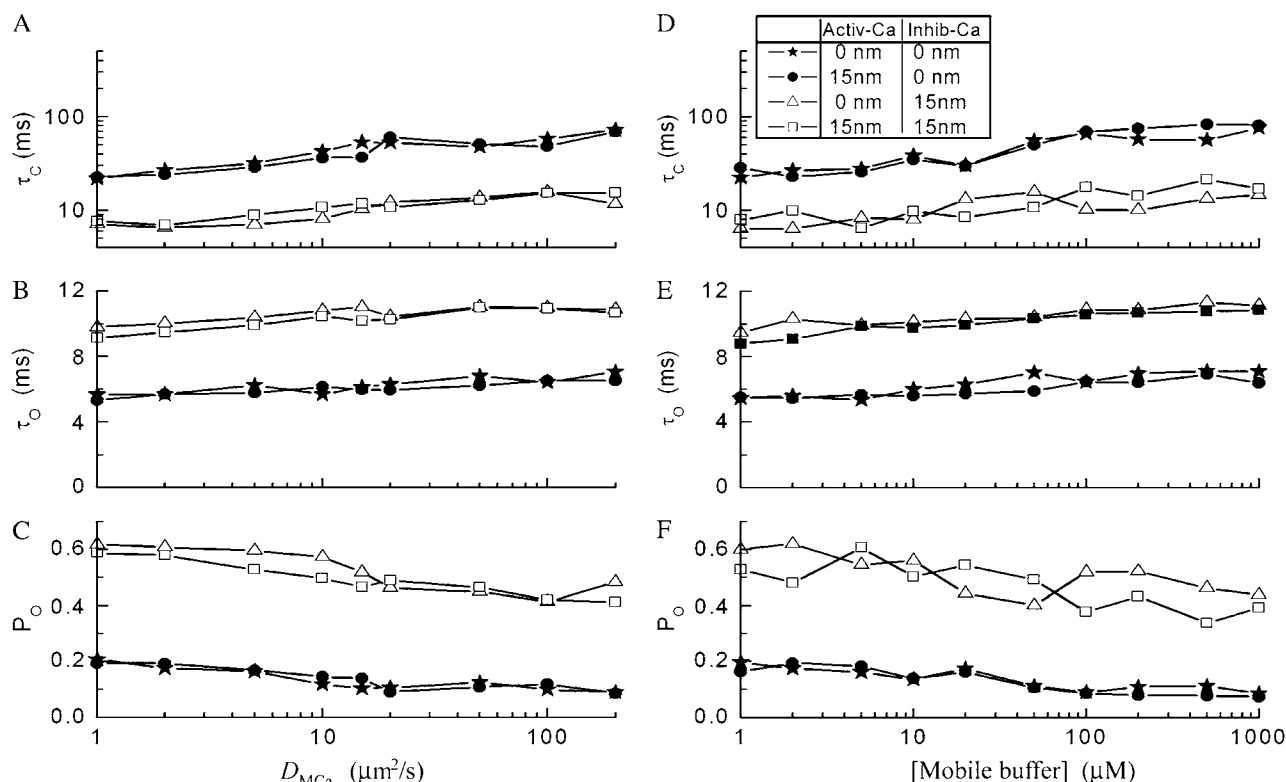 A
τC (ms)
100
10
B
τO (ms)
12
8
4
0
C
PO
0.6
0.4
0.2
0.0
1
10
100
DMCa (μm²/s)
D
Activ-Ca Inhib-Ca
0 nm 0 nm
15nm 0 nm
0 nm 15nm
15nm 15nm
τC (ms)
100
10
E
τO (ms)
12
8
4
0
F
PO
0.6
0.4
0.2
0.0
1
10
100
1000
[Mobile buffer] (μM)